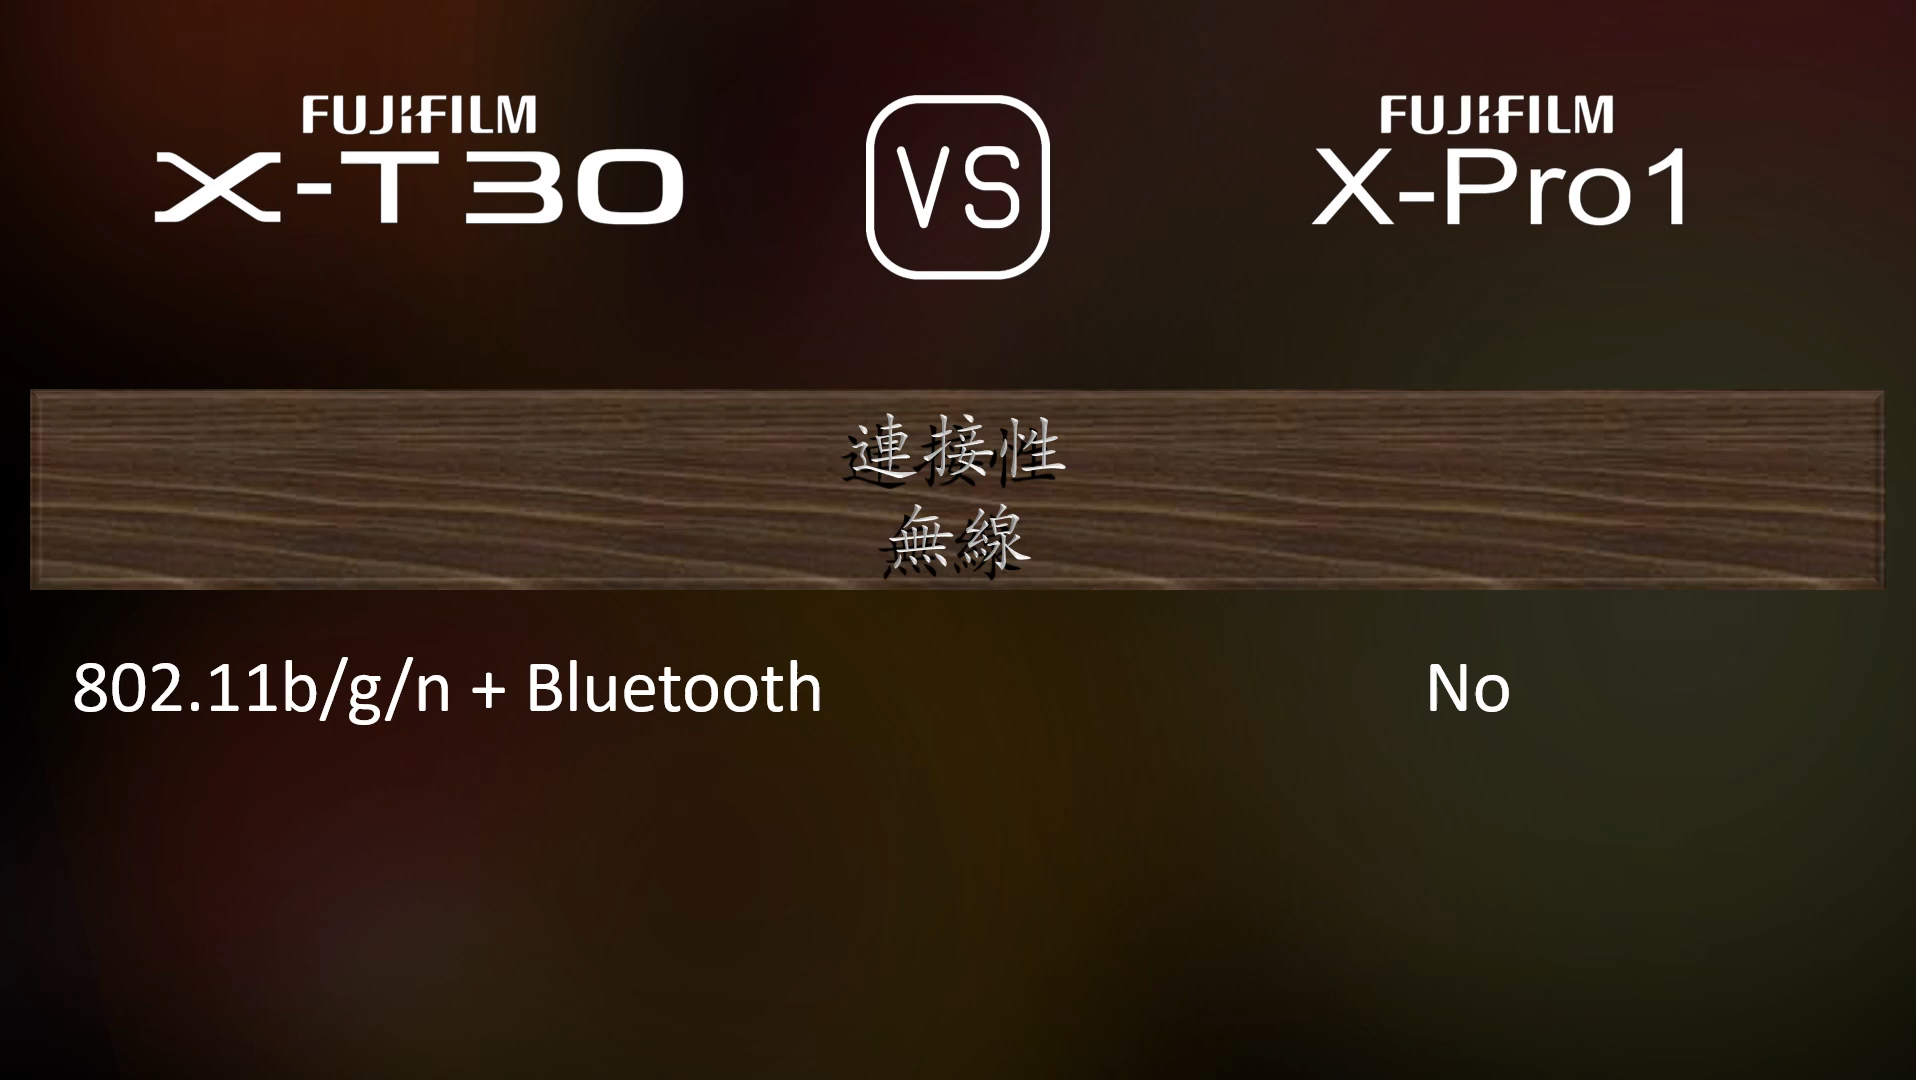 FUJIFILM
X-T30
VS
FUJIFILM
X-Pro1
連接性
無線
802.11b/g/n + Bluetooth
No